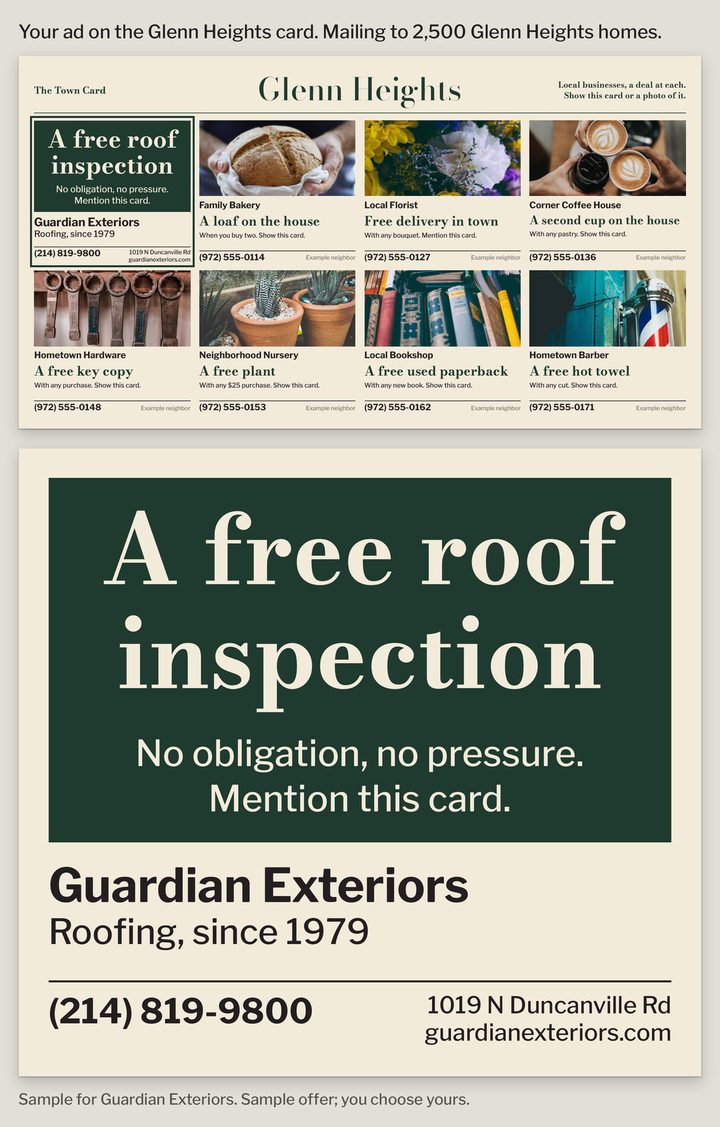 Your ad on the Glenn Heights card. Mailing to 2,500 Glenn Heights homes.
The Town Card
Glenn Heights
Local businesses, a deal at each.
Show this card or a photo of it.
A free roof
inspection
No obligation, no pressure.
Mention this card.
Guardian Exteriors
Roofing, since 1979
(214) 819-9800
1019 N Duncanville Rd
guardianexteriors.com
Family Bakery
A loaf on the house
When you buy two. Show this card.
(972) 555-0114
Example neighbor
Local Florist
Free delivery in town
With any bouquet. Mention this card.
(972) 555-0127
Example neighbor
Corner Coffee House
A second cup on the house
With any pastry. Show this card.
(972) 555-0136
Example neighbor
Hometown Hardware
A free key copy
With any purchase. Show this card.
(972) 555-0148
Example neighbor
Neighborhood Nursery
A free plant
With any $25 purchase. Show this card.
(972) 555-0153
Example neighbor
Local Bookshop
A free used paperback
With any new book. Show this card.
(972) 555-0162
Example neighbor
Hometown Barber
A free hot towel
With any cut. Show this card.
(972) 555-0171
Example neighbor
A free roof
inspection
No obligation, no pressure.
Mention this card.
Guardian Exteriors
Roofing, since 1979
(214) 819-9800
1019 N Duncanville Rd
guardianexteriors.com
Sample for Guardian Exteriors. Sample offer; you choose yours.